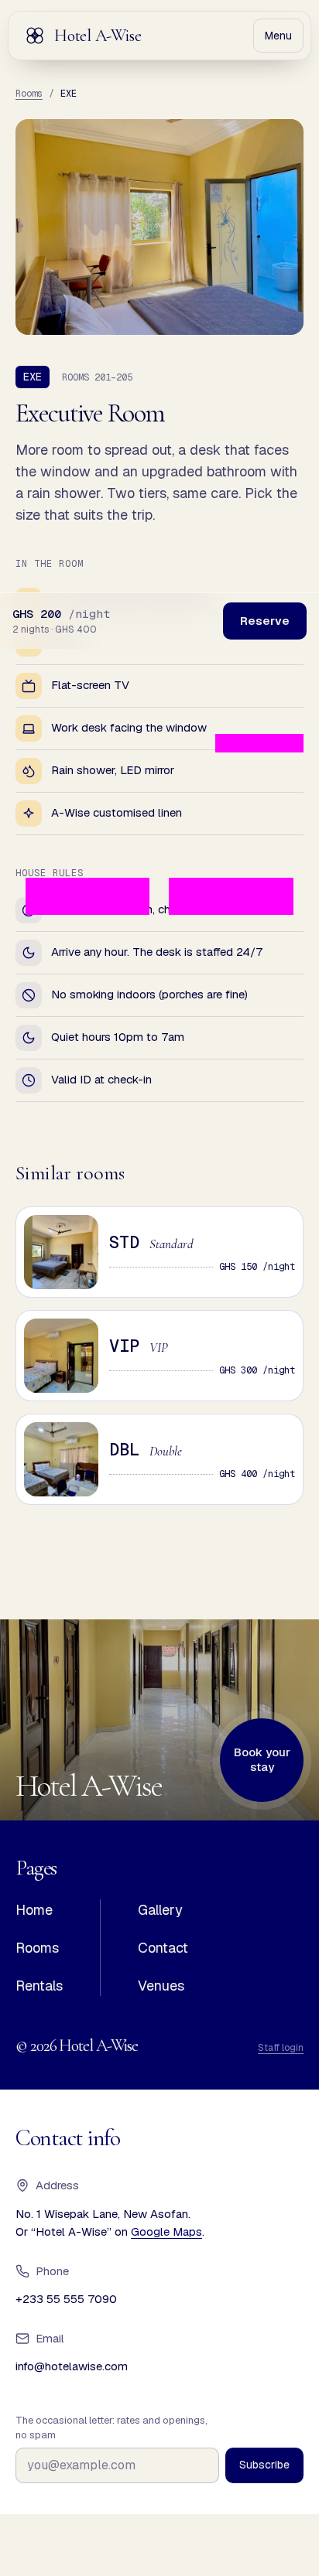 Hotel A-Wise
Menu
Rooms / EXE
EXE ROOMS 201-205
Executive Room
More room to spread out, a desk that faces
the window and an upgraded bathroom with
a rain shower. Two tiers, same care. Pick the
size that suits the trip.
IN THE ROOM
GHS 200 /night
2 nights · GHS 400
Reserve
Flat-screen TV
Work desk facing the window
Rain shower, LED mirror
A-Wise customised linen
HOUSE RULES
Arrive any hour. The desk is staffed 24/7
No smoking indoors (porches are fine)
Quiet hours 10pm to 7am
Valid ID at check-in
Similar rooms
STD Standard
GHS 150 /night
VIP VIP
GHS 300 /night
DBL Double
GHS 400 /night
Hotel A-Wise
Book your
stay
Pages
Home
Gallery
Rooms
Contact
Rentals
Venues
© 2026 Hotel A-Wise
Staff login
Contact info
Address
No. 1 Wisepak Lane, New Asofan.
Or “Hotel A-Wise” on Google Maps.
Phone
+233 55 555 7090
Email
info@hotelawise.com
The occasional letter: rates and openings,
no spam
you@example.com
Subscribe